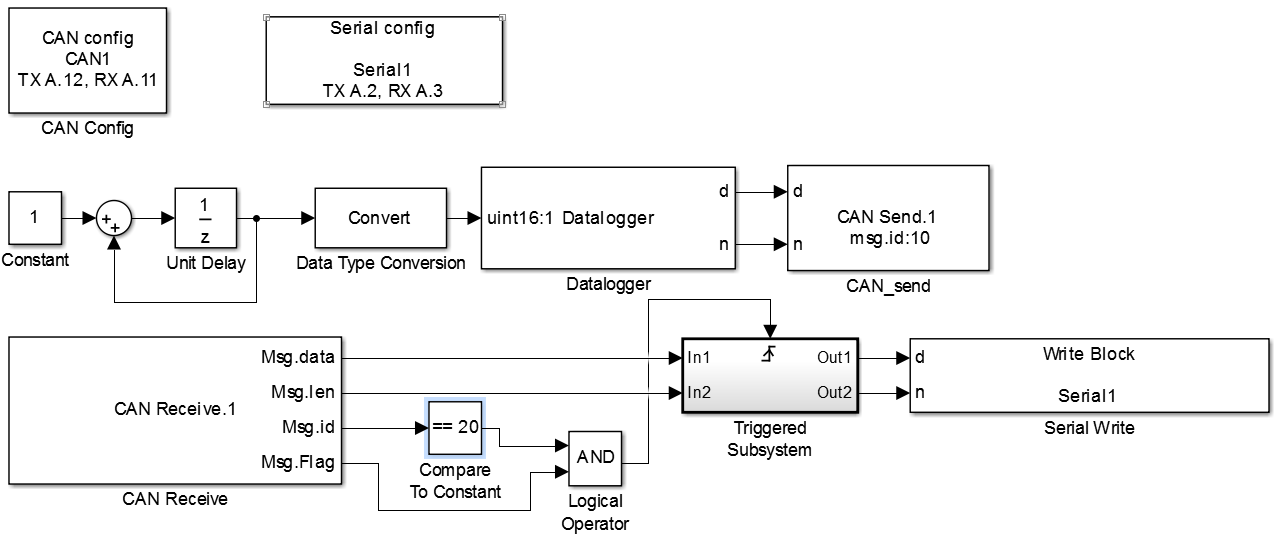 CAN config
CAN1
TX A.12, RX A.11
CAN Config
Serial config
Serial1
TX A.2, RX A.3
1
Constant
+
+
1
z
Unit Delay
Convert
Data Type Conversion
uint16:1 Datalogger
d
n
Datalogger
d
n
CAN Send.1
msg.id:10
CAN_send
CAN Receive.1
Msg.data
Msg.len
Msg.id
Msg.Flag
CAN Receive
== 20
Compare
To Constant
AND
Logical
Operator
In1
In2
Out1
Out2
Triggered
Subsystem
d
n
Write Block
Serial1
Serial Write